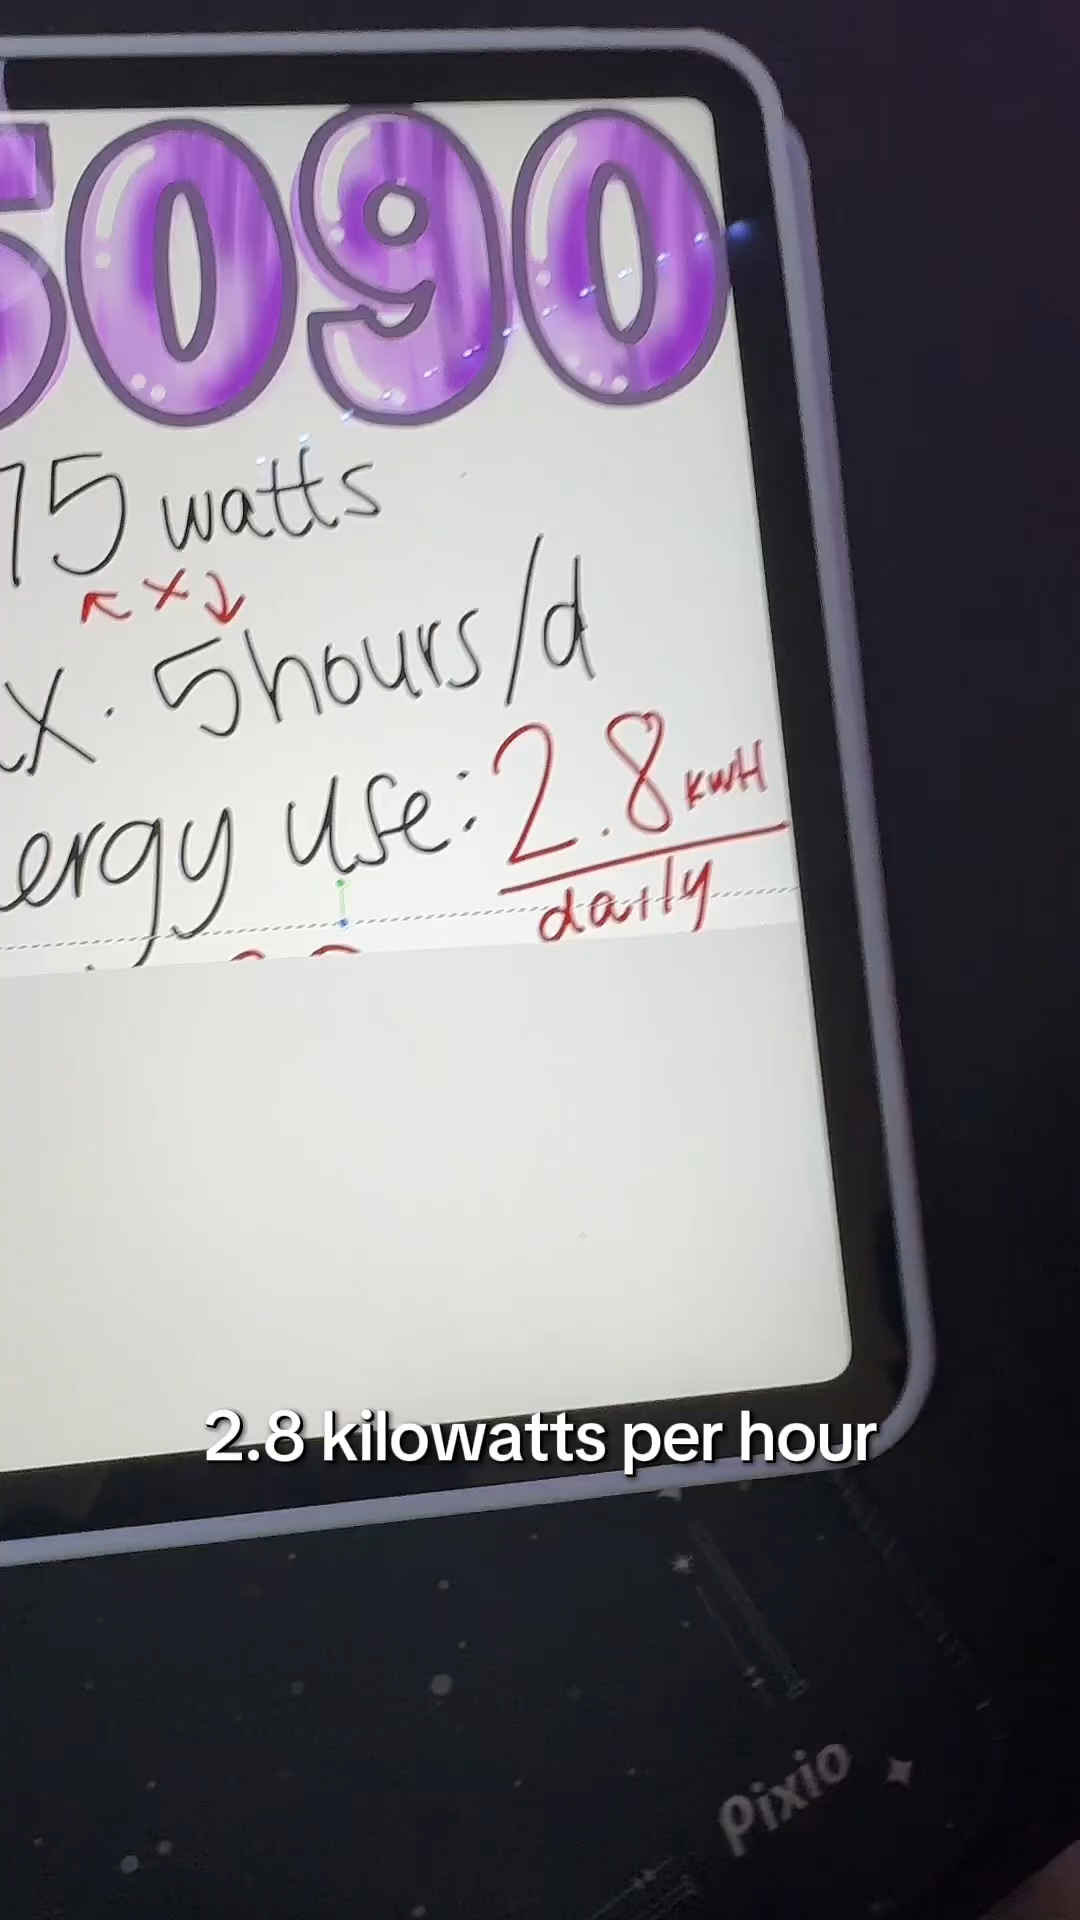 5090
75 watts
x
x. 5hours/d
ergy use: 2.8 KWH
daily
2.8 kilowatts per hour
Pixio